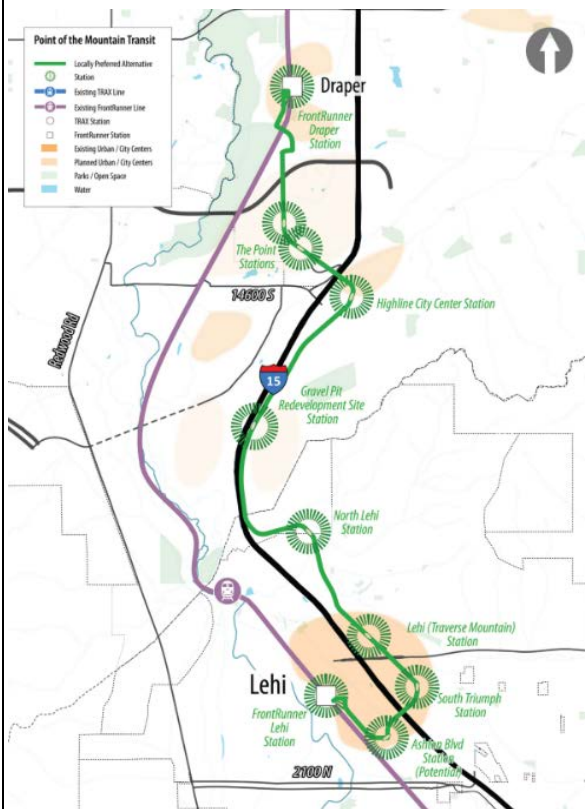 Point of the Mountain Transit
Locally Preferred Alternative
Station
Existing TRAX Line
Existing FrontRunner Line
TRAX Station
FrontRunner Station
Existing Urban / City Centers
Planned Urban / City Centers
Parks / Open Space
Water
Draper
FrontRunner
Draper
Station
The Point
Stations
14600 S
Highline City Center Station
Redwood Rd
15
Gravel Pit
Redevelopment Site
Station
North Lehi
Station
Lehi (Traverse Mountain)
Station
Lehi
FrontRunner
Lehi
Station
South Triumph
Station
Ashton Blvd
Station
(Potential)
2100 N